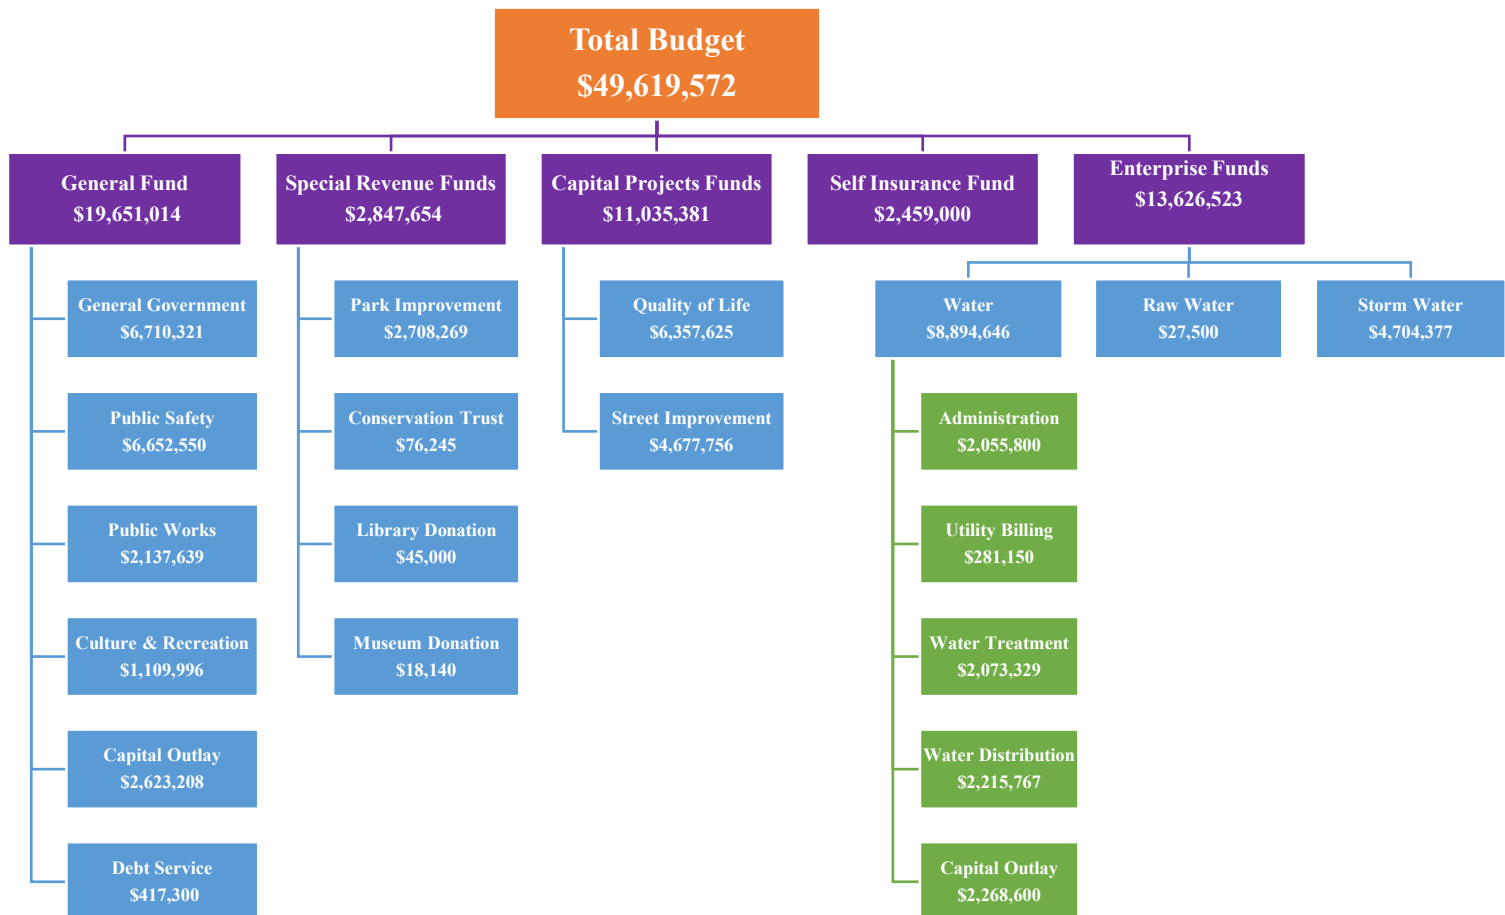 Total Budget
$49,619,572
General Fund
$19,651,014
Special Revenue Funds
$2,847,654
Capital Projects Funds
$11,035,381
Self Insurance Fund
$2,459,000
Enterprise Funds
$13,626,523
General Government
$6,710,321
Public Safety
$6,652,550
Public Works
$2,137,639
Culture & Recreation
$1,109,996
Capital Outlay
$2,623,208
Debt Service
$417,300
Park Improvement
$2,708,269
Conservation Trust
$76,245
Library Donation
$45,000
Museum Donation
$18,140
Quality of Life
$6,357,625
Street Improvement
$4,677,756
Water
$8,894,646
Raw Water
$27,500
Storm Water
$4,704,377
Administration
$2,055,800
Utility Billing
$281,150
Water Treatment
$2,073,329
Water Distribution
$2,215,767
Capital Outlay
$2,268,600